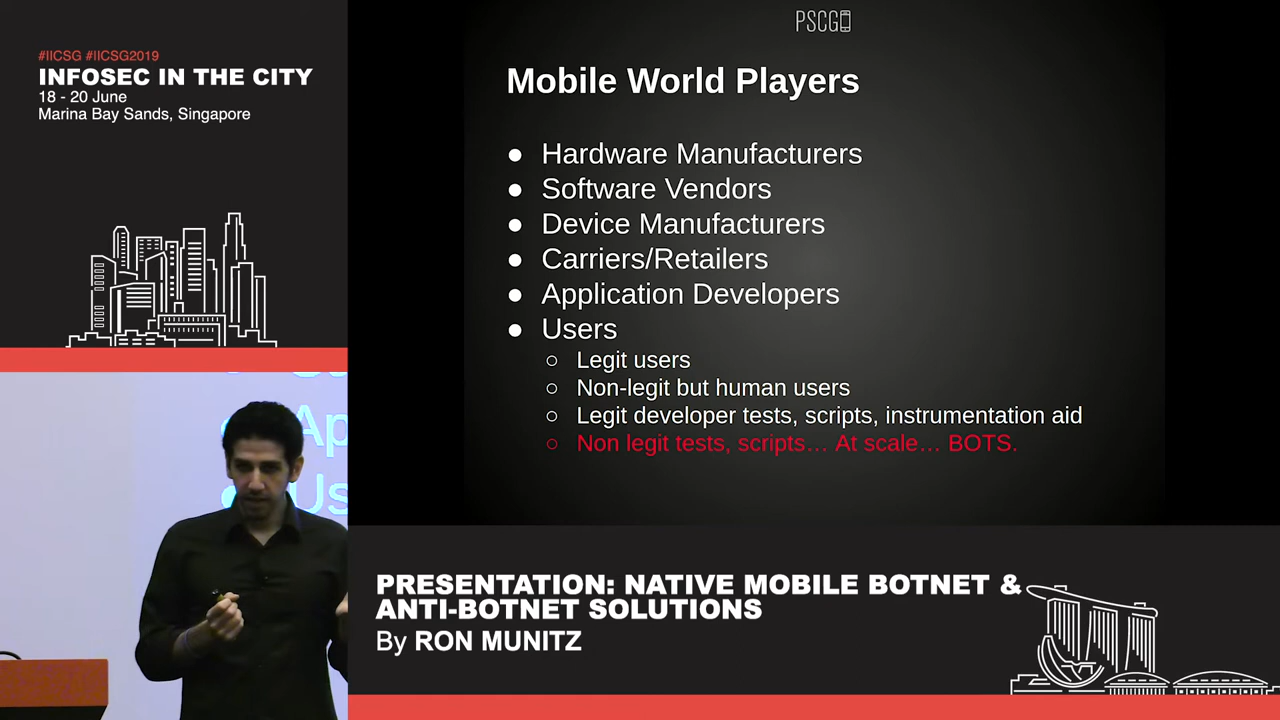 #IICSG #IICSG2019
INFOSEC IN THE CITY
18 - 20 June
Marina Bay Sands, Singapore
PSCG
Mobile World Players
● Hardware Manufacturers
● Software Vendors
● Device Manufacturers
● Carriers/Retailers
● Application Developers
● Users
○ Legit users
○ Non-legit but human users
○ Legit developer tests, scripts, instrumentation aid
○ Non legit tests, scripts… At scale… BOTS.
Ap
Us
PRESENTATION: NATIVE MOBILE BOTNET &
ANTI-BOTNET SOLUTIONS
By RON MUNITZ